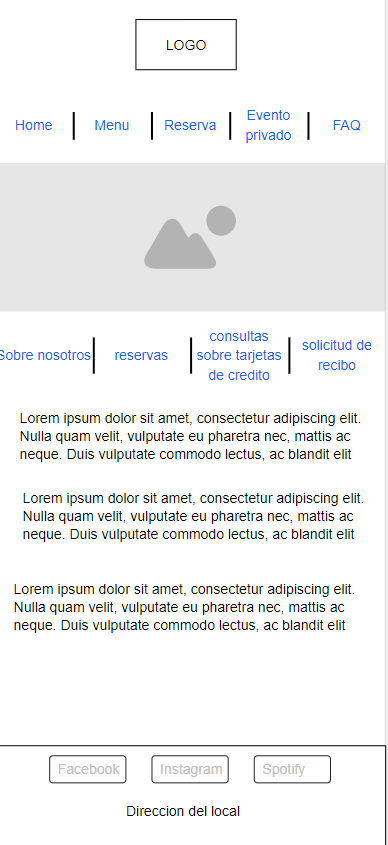 LOGO
Home
Menu
Reserva
Evento
privado
FAQ
Sobre nosotros
reservas
consultas
sobre tarjetas
de credito
solicitud de
recibo
Lorem ipsum dolor sit amet, consectetur adipiscing elit.
Nulla quam velit, vulputate eu pharetra nec, mattis ac
neque. Duis vulputate commodo lectus, ac blandit elit
Lorem ipsum dolor sit amet, consectetur adipiscing elit.
Nulla quam velit, vulputate eu pharetra nec, mattis ac
neque. Duis vulputate commodo lectus, ac blandit elit
Lorem ipsum dolor sit amet, consectetur adipiscing elit.
Nulla quam velit, vulputate eu pharetra nec, mattis ac
neque. Duis vulputate commodo lectus, ac blandit elit
Facebook
Instagram
Spotify
Direccion del local